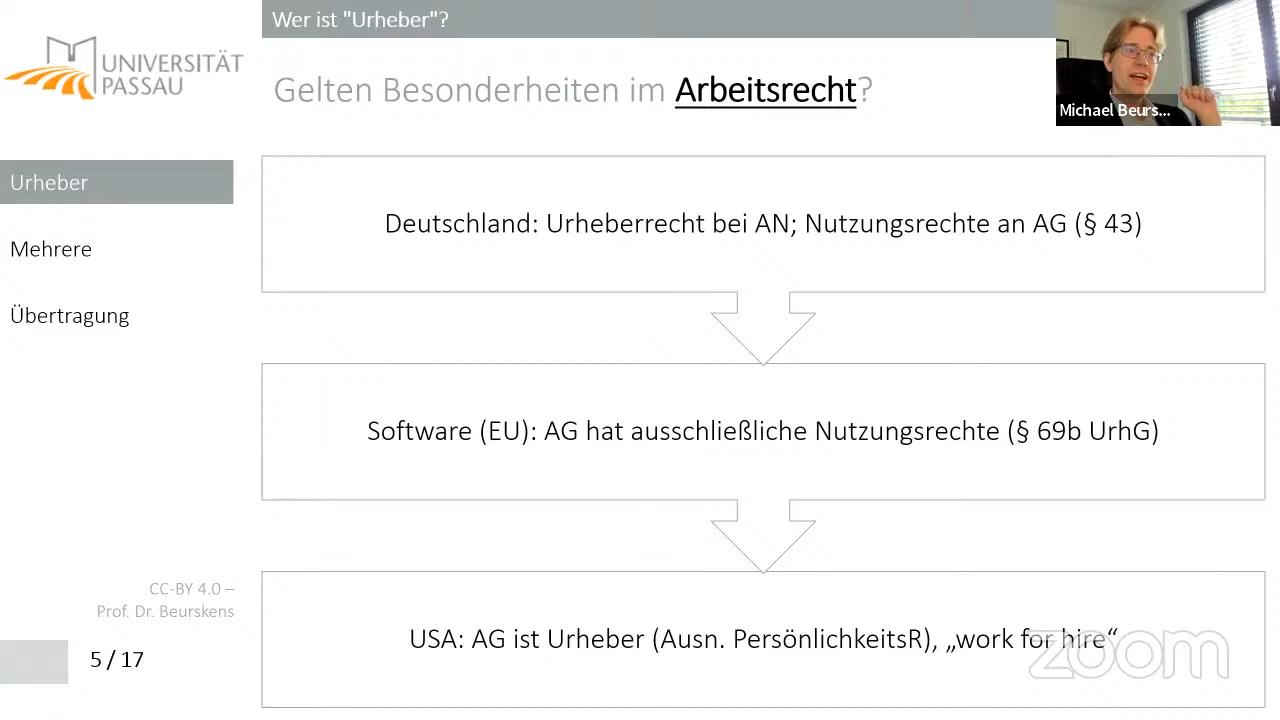 Wer ist "Urheber"?
UNIVERSITÄT
PASSAU
Gelten Besonderheiten im Arbeitsrecht?
Michael Beurs...
Urheber
Mehrere
Übertragung
Deutschland: Urheberrecht bei AN; Nutzungsrechte an AG (§ 43)
Software (EU): AG hat ausschließliche Nutzungsrechte (§ 69b UrhG)
USA: AG ist Urheber (Ausn. PersönlichkeitsR), „work for hire“
zoom
CC-BY 4.0 –
Prof. Dr. Beurskens
5 / 17